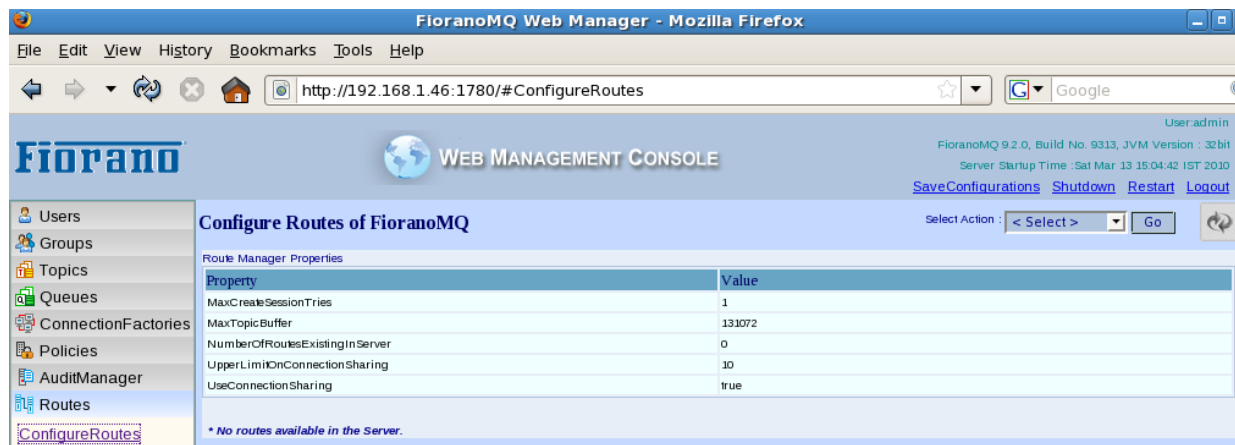 FioranoMQ Web Manager - Mozilla Firefox
File Edit View History Bookmarks Tools Help
http://192.168.1.46:1780/#ConfigureRoutes
G Google
User:admin
Fiorano
WEB MANAGEMENT CONSOLE
FioranoMQ 9.2.0, Build No. 9313, JVM Version : 32bit
Server Startup Time :Sat Mar 13 15:04:42 IST 2010
SaveConfigurations Shutdown Restart Logout
Users
Groups
Topics
Queues
ConnectionFactories
Policies
AuditManager
Routes
ConfigureRoutes
Configure Routes of FioranoMQ
Select Action : < Select > Go
Route Manager Properties
Property Value
MaxCreateSessionTries 1
MaxTopicBuffer 131072
NumberOfRoutesExistingInServer 0
UpperLimitOnConnectionSharing 10
UseConnectionSharing true
* No routes available in the Server.